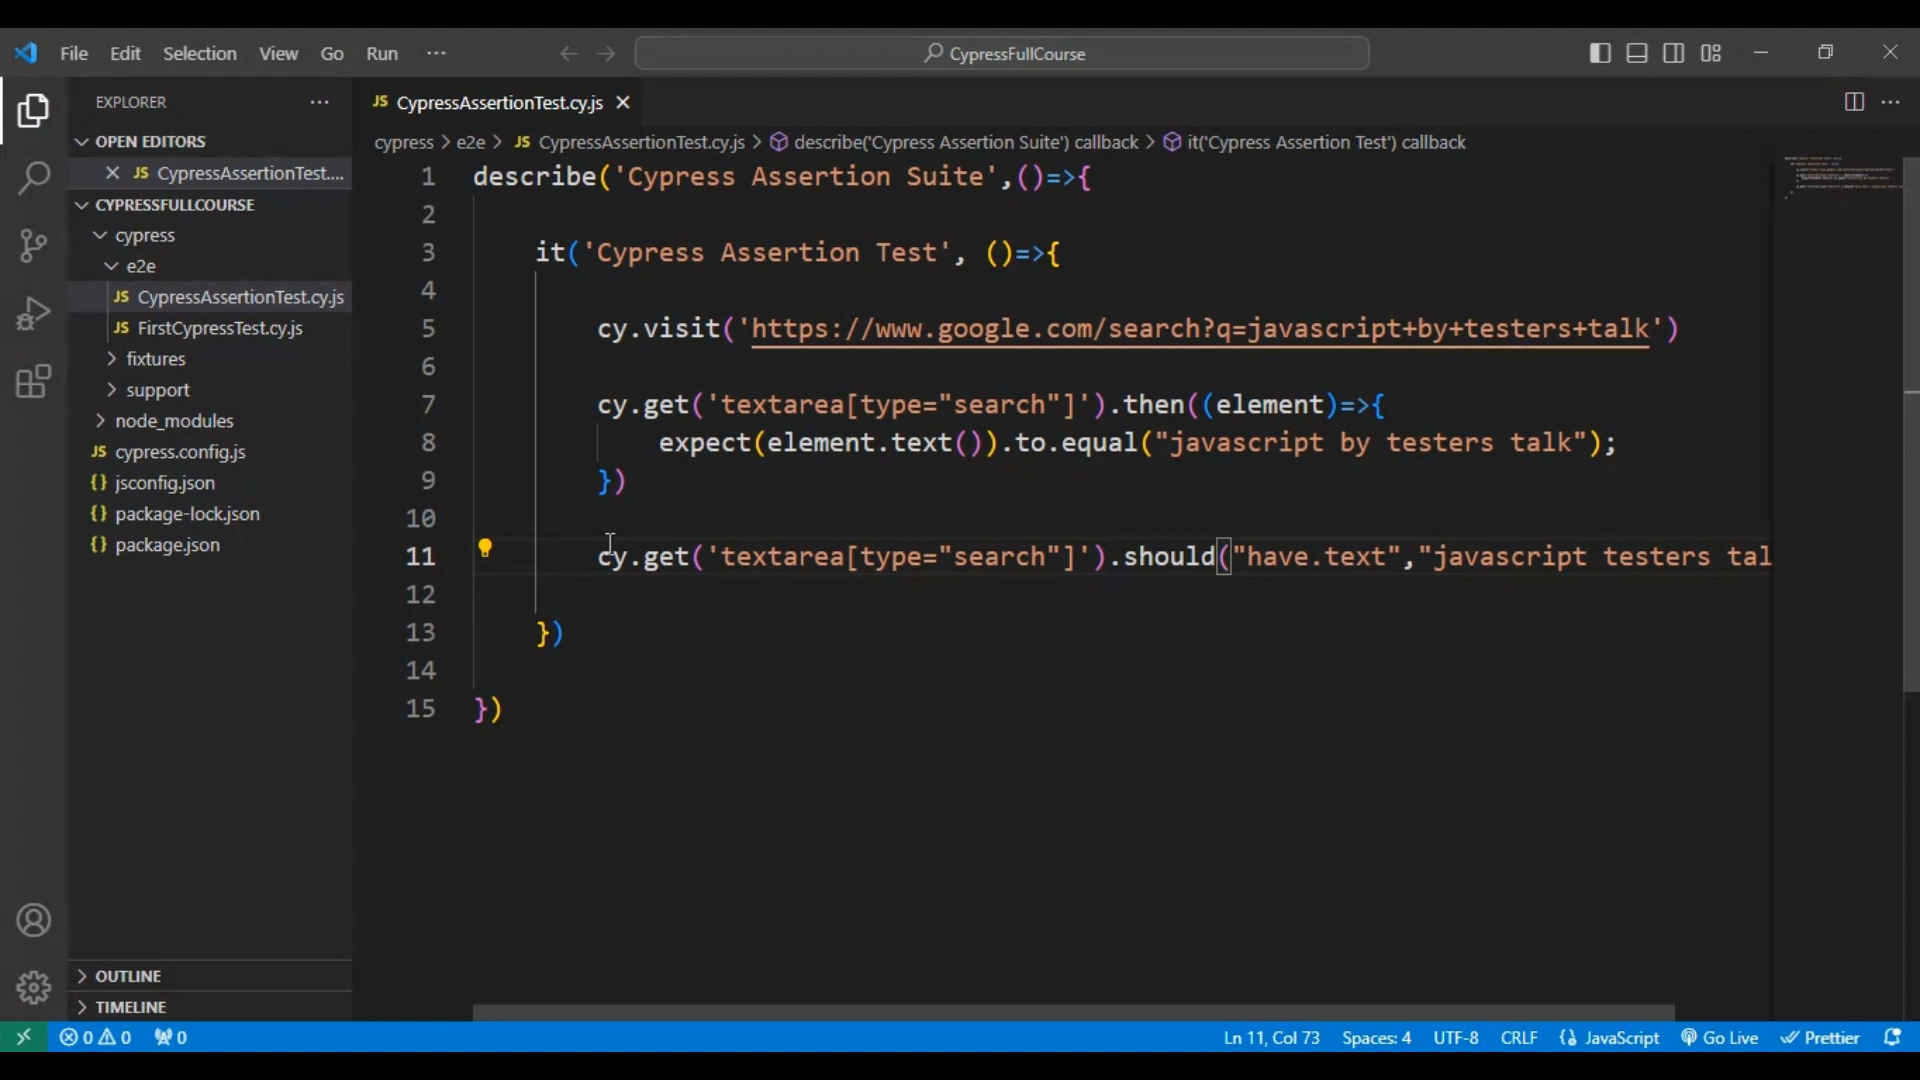 File Edit Selection View Go Run ···
CypressFullCourse
EXPLORER ···
OPEN EDITORS
JS CypressAssertionTest....
CYPRESSFULLCOURSE
cypress
e2e
JS CypressAssertionTest.cy.js
JS FirstCypressTest.cy.js
fixtures
support
node_modules
JS cypress.config.js
{} jsconfig.json
{} package-lock.json
{} package.json
OUTLINE
TIMELINE
JS CypressAssertionTest.cy.js
cypress > e2e > JS CypressAssertionTest.cy.js > describe('Cypress Assertion Suite') callback > it('Cypress Assertion Test') callback
1 describe('Cypress Assertion Suite',()=>{
2
3 it('Cypress Assertion Test', ()=>{
4
5 cy.visit('https://www.google.com/search?q=javascript+by+testers+talk')
6
7 cy.get('textarea[type="search"]').then((element)=>{
8 expect(element.text()).to.equal("javascript by testers talk");
9 })
10
11 cy.get('textarea[type="search"]').should("have.text","javascript testers tal
12
13 })
14
15 })
0 0 0
Ln 11, Col 73 Spaces: 4 UTF-8 CRLF {} JavaScript Go Live Prettier